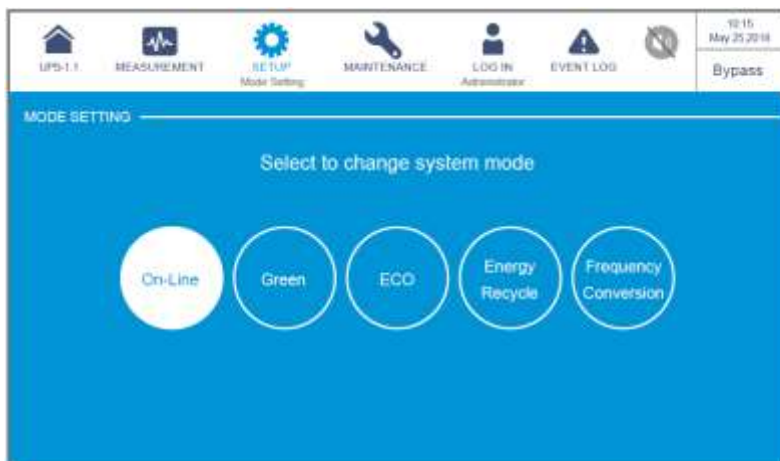 10:15
May 25,2018
UPS-1.1
MEASUREMENT
SETUP
MAINTENANCE
LOG IN
EVENT LOG
Mode Setting
Administrator
Bypass
MODE SETTING
Select to change system mode
On-Line
Green
ECO
Energy
Recycle
Frequency
Conversion